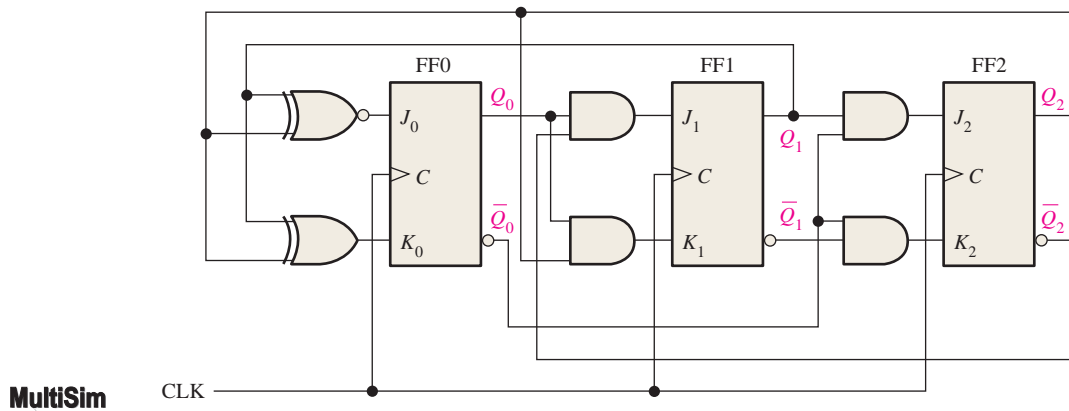 FF0 FF1 FF2
Q₀ Q₂
J₀ J₁ J₂
Q₁
C C C
Q̅₀ Q̅₁ Q̅₂
K₀ K₁ K₂
MultiSim CLK